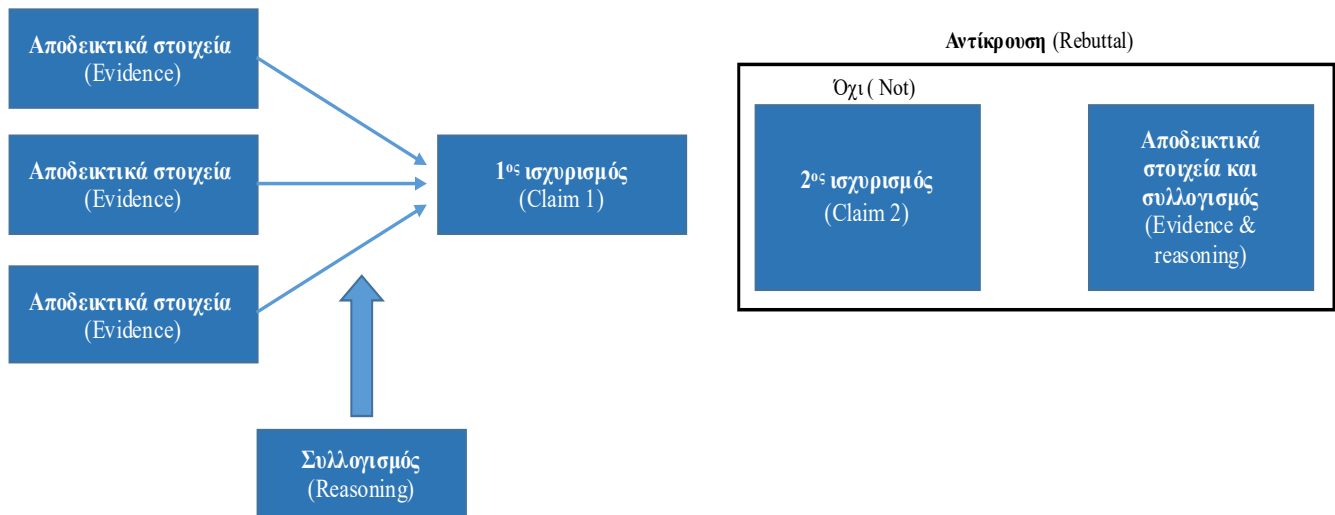 Αποδεικτικά στοιχεία
(Evidence)
Αποδεικτικά στοιχεία
(Evidence)
Αποδεικτικά στοιχεία
(Evidence)
1ος ισχυρισμός
(Claim 1)
Συλλογισμός
(Reasoning)
Αντίκρουση (Rebuttal)
Όχι ( Not)
2ος ισχυρισμός
(Claim 2)
Αποδεικτικά
στοιχεία και
συλλογισμός
(Evidence &
reasoning)